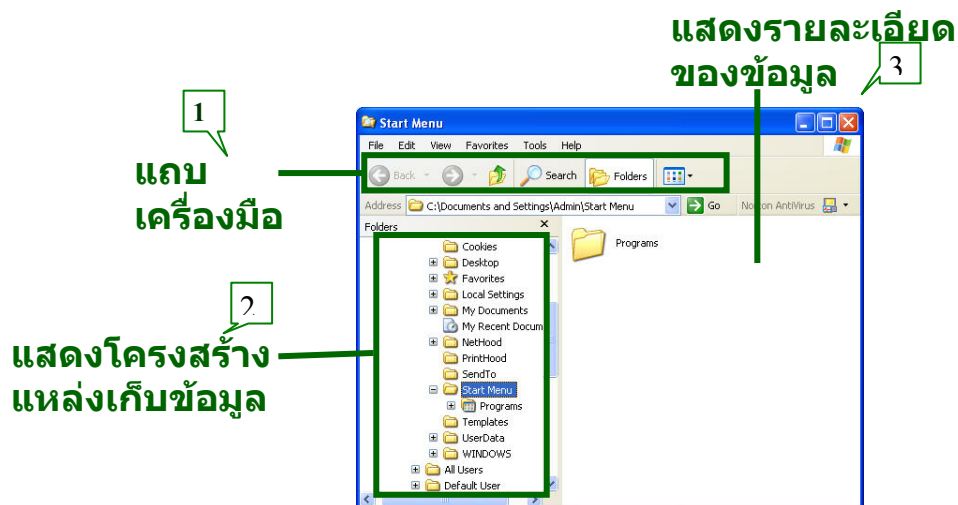 แสดงรายละเอียด
ของข้อมูล
3
1
แถบ
เครื่องมือ
2
แสดงโครงสร้าง
แหล่งเก็บข้อมูล
Start Menu
File Edit View Favorites Tools Help
Back Search Folders
Address C:\Documents and Settings\Admin\Start Menu Go Norton AntiVirus
Folders
Programs
Cookies
Desktop
Favorites
Local Settings
My Documents
My Recent Docum
NetHood
PrintHood
SendTo
Start Menu
Programs
Templates
UserData
WINDOWS
All Users
Default User